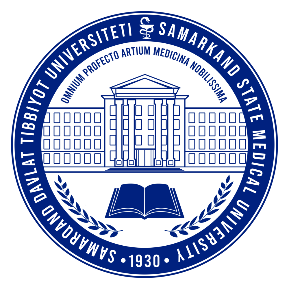 SAMARQAND DAVLAT TIBBIYOT UNIVERSITETI
SAMARKAND STATE MEDICAL UNIVERSITY
OMNIUM PROFECTO ARTIUM MEDICINA NOBILISSIMA
• 1930 •